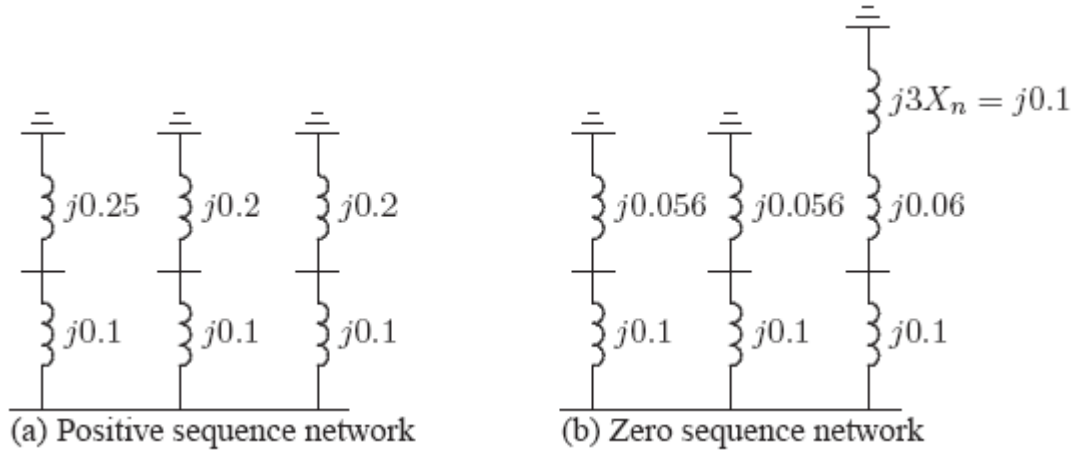 j3Xₙ = j0.1
j0.25 j0.2 j0.2 j0.056 j0.056 j0.06
j0.1 j0.1 j0.1 j0.1 j0.1 j0.1
(a) Positive sequence network (b) Zero sequence network